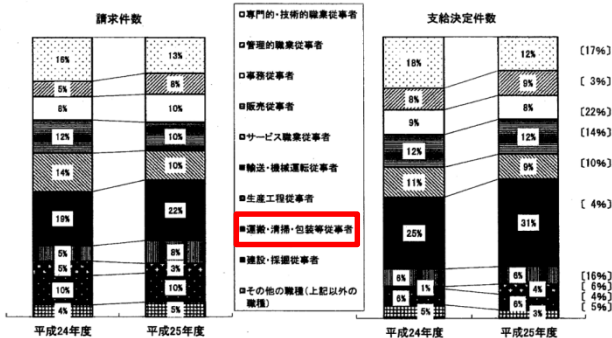 請求件数
16%
5%
8%
12%
14%
19%
5%
5%
10%
4%
平成24年度
13%
8%
10%
10%
10%
22%
8%
3%
10%
5%
平成25年度
専門的・技術的職業従事者
管理的職業従事者
事務従事者
販売従事者
サービス職業従事者
輸送・機械運転従事者
生産工程従事者
運搬・清掃・包装等従事者
建設・採掘従事者
その他の職種(上記以外の
職種)
支給決定件数
18%
8%
9%
12%
11%
25%
6%
1%
6%
5%
平成24年度
12%
9%
8%
12%
9%
31%
6%
4%
6%
3%
平成25年度
[17%]
[ 3%]
[22%]
[14%]
[10%]
[ 4%]
[16%]
[ 6%]
[ 4%]
[ 5%]